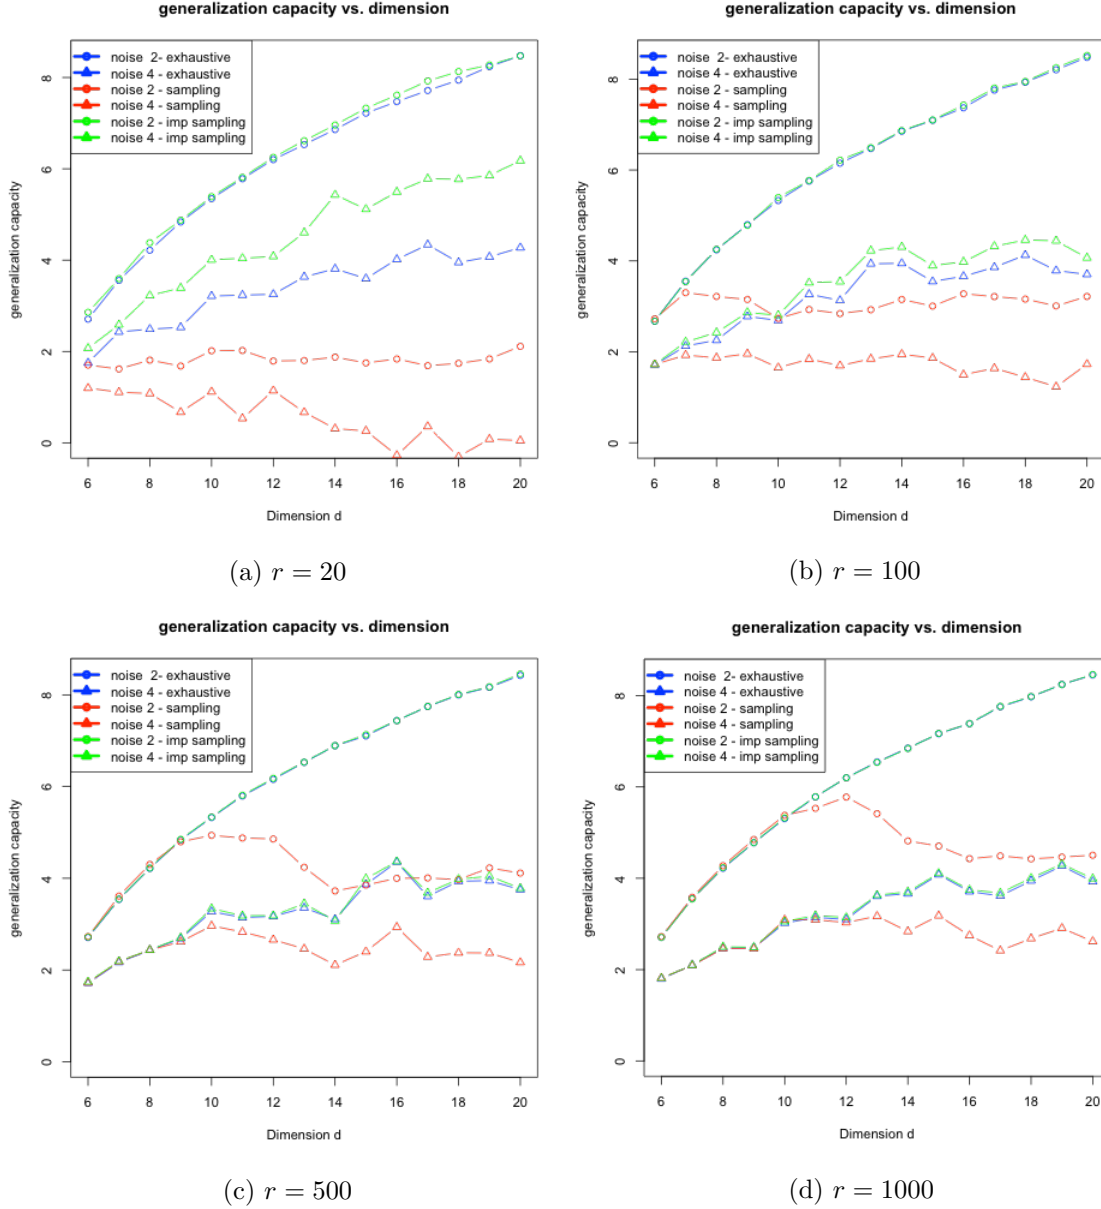 generalization capacity vs. dimension
noise  2- exhaustive
noise 4 - exhaustive
noise 2 - sampling
noise 4 - sampling
noise 2 - imp sampling
noise 4 - imp sampling
generalization capacity
0 2 4 6 8
6 8 10 12 14 16 18 20
Dimension d
(a) r = 20
generalization capacity vs. dimension
noise  2- exhaustive
noise 4 - exhaustive
noise 2 - sampling
noise 4 - sampling
noise 2 - imp sampling
noise 4 - imp sampling
generalization capacity
0 2 4 6 8
6 8 10 12 14 16 18 20
Dimension d
(b) r = 100
generalization capacity vs. dimension
noise  2- exhaustive
noise 4 - exhaustive
noise 2 - sampling
noise 4 - sampling
noise 2 - imp sampling
noise 4 - imp sampling
generalization capacity
0 2 4 6 8
6 8 10 12 14 16 18 20
Dimension d
(c) r = 500
generalization capacity vs. dimension
noise  2- exhaustive
noise 4 - exhaustive
noise 2 - sampling
noise 4 - sampling
noise 2 - imp sampling
noise 4 - imp sampling
generalization capacity
0 2 4 6 8
6 8 10 12 14 16 18 20
Dimension d
(d) r = 1000